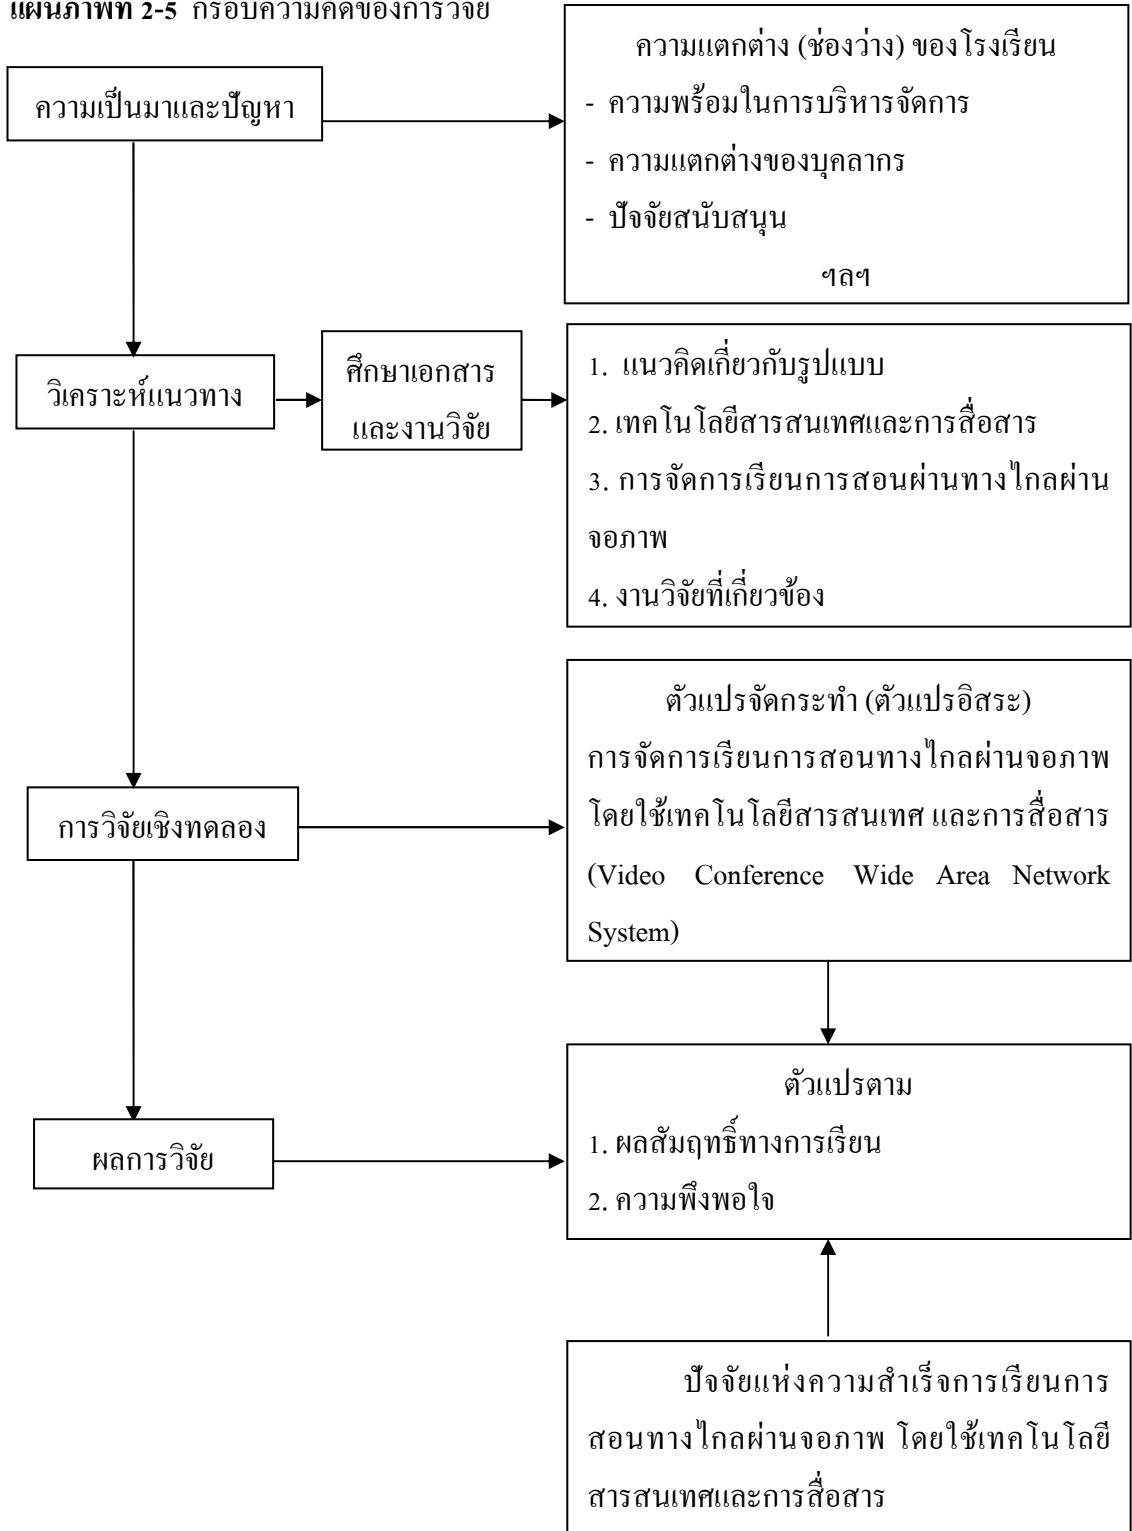 แผนภาพที่ 2-5 กรอบความคิดของการวิจัย
ความเป็นมาและปัญหา
ความแตกต่าง (ช่องว่าง) ของโรงเรียน
- ความพร้อมในการบริหารจัดการ
- ความแตกต่างของบุคลากร
- ปัจจัยสนับสนุน
ฯลฯ
วิเคราะห์แนวทาง
ศึกษาเอกสาร
และงานวิจัย
1. แนวคิดเกี่ยวกับรูปแบบ
2. เทคโนโลยีสารสนเทศและการสื่อสาร
3. การจัดการเรียนการสอนผ่านทางไกลผ่าน
จอภาพ
4. งานวิจัยที่เกี่ยวข้อง
การวิจัยเชิงทดลอง
ตัวแปรจัดกระทำ (ตัวแปรอิสระ)
การจัดการเรียนการสอนทางไกลผ่านจอภาพ
โดยใช้เทคโนโลยีสารสนเทศ และการสื่อสาร
(Video Conference Wide Area Network
System)
ผลการวิจัย
ตัวแปรตาม
1. ผลสัมฤทธิ์ทางการเรียน
2. ความพึงพอใจ
ปัจจัยแห่งความสำเร็จการเรียนการ
สอนทางไกลผ่านจอภาพ โดยใช้เทคโนโลยี
สารสนเทศและการสื่อสาร